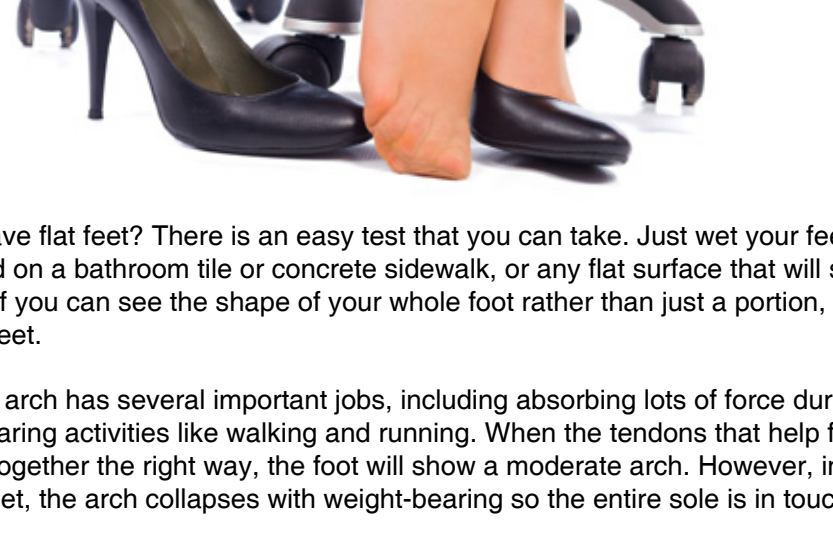 ve flat feet? There is an easy test that you can take. Just wet your fee
on a bathroom tile or concrete sidewalk, or any flat surface that will
f you can see the shape of your whole foot rather than just a portion,
eet.
arch has several important jobs, including absorbing lots of force dur
aring activities like walking and running. When the tendons that help f
ogether the right way, the foot will show a moderate arch. However, in
et, the arch collapses with weight-bearing so the entire sole is in touc